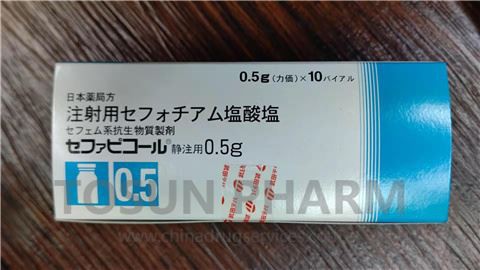 0.5g(力価)×10バイアル
日本薬局方
注射用セフォチアム塩酸塩
セフェム系抗生物質製剤
セファピコール®静注用0.5g
0.5
TOSUN PHARM
www.chinadrugservices.com